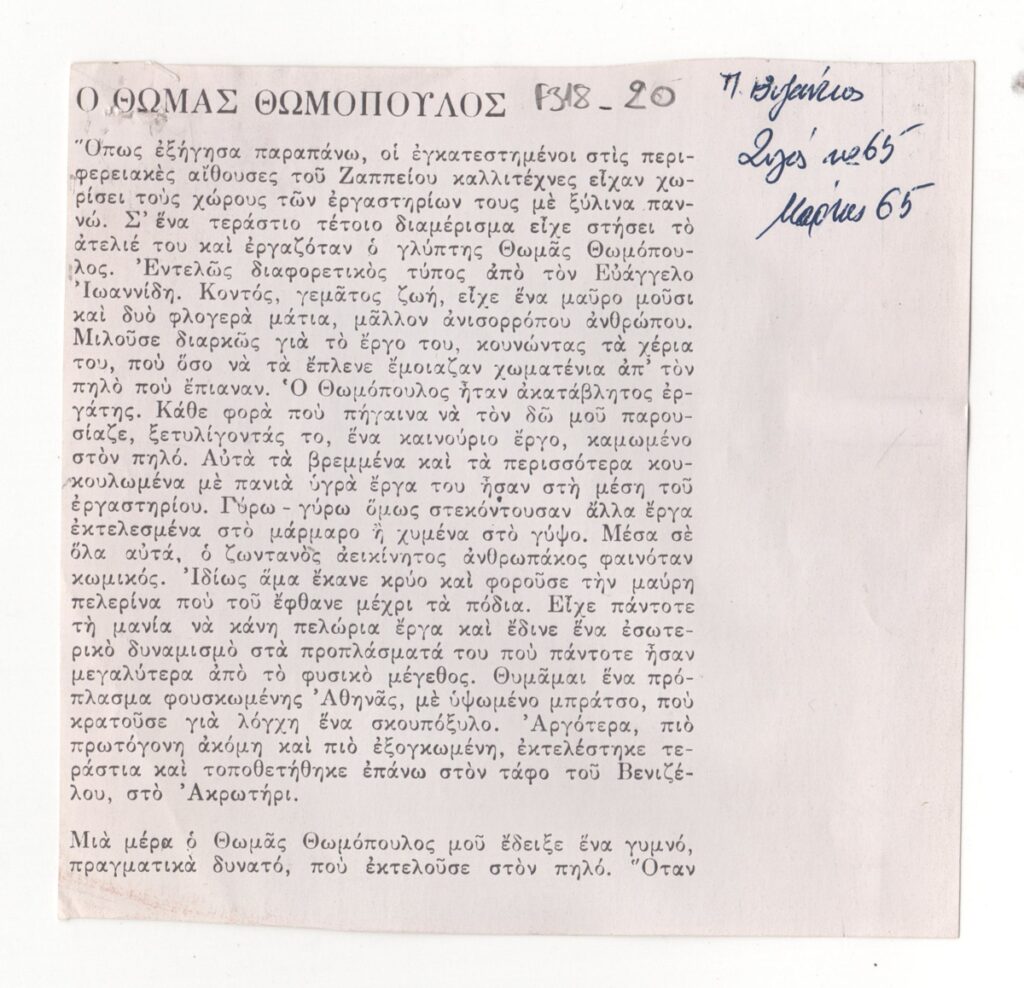 Ο ΘΩΜΑΣ ΘΩΜΟΠΟΥΛΟΣ F318_20
Π. Βυζάντιος
Ζυγός νο 65
Μάρτιος 65
Ὅπως ἐξήγησα παραπάνω, οἱ ἐγκατεστημένοι στὶς περι-
φερειακὲς αἴθουσες τοῦ Ζαππείου καλλιτέχνες εἶχαν χω-
ρίσει τοὺς χώρους τῶν ἐργαστηρίων τους μὲ ξύλινα παν-
νώ. Σ' ἕνα τεράστιο τέτοιο διαμέρισμα εἶχε στήσει τὸ
ἀτελιέ του καὶ ἐργαζόταν ὁ γλύπτης Θωμᾶς Θωμόπου-
λος. Ἐντελῶς διαφορετικὸς τύπος ἀπὸ τὸν Εὐάγγελο
Ἰωαννίδη. Κοντός, γεμᾶτος ζωή, εἶχε ἕνα μαῦρο μοῦσι
καὶ δυὸ φλογερὰ μάτια, μᾶλλον ἀνισορρόπου ἀνθρώπου.
Μιλοῦσε διαρκῶς γιὰ τὸ ἔργο του, κουνώντας τὰ χέρια
του, ποὺ ὅσο νὰ τὰ ἔπλενε ἔμοιαζαν χωματένια ἀπ' τὸν
πηλὸ ποὺ ἔπιαναν. Ὁ Θωμόπουλος ἦταν ἀκατάβλητος ἐρ-
γάτης. Κάθε φορὰ ποὺ πήγαινα νὰ τὸν δῶ μοῦ παρου-
σίαζε, ξετυλίγοντάς το, ἕνα καινούριο ἔργο, καμωμένο
στὸν πηλό. Αὐτὰ τὰ βρεμμένα καὶ τὰ περισσότερα κου-
κουλωμένα μὲ πανιὰ ὑγρὰ ἔργα του ἦσαν στὴ μέση τοῦ
ἐργαστηρίου. Γύρω - γύρω ὅμως στεκόντουσαν ἄλλα ἔργα
ἐκτελεσμένα στὸ μάρμαρο ἢ χυμένα στὸ γύψο. Μέσα σὲ
ὅλα αὐτά, ὁ ζωντανὸς ἀεικίνητος ἀνθρωπάκος φαινόταν
κωμικός. Ἰδίως ἅμα ἔκανε κρύο καὶ φοροῦσε τὴν μαύρη
πελερίνα ποὺ τοῦ ἔφθανε μέχρι τὰ πόδια. Εἶχε πάντοτε
τὴ μανία νὰ κάνη πελώρια ἔργα καὶ ἔδινε ἕνα ἐσωτε-
ρικὸ δυναμισμὸ στὰ προπλάσματά του ποὺ πάντοτε ἦσαν
μεγαλύτερα ἀπὸ τὸ φυσικὸ μέγεθος. Θυμᾶμαι ἕνα πρό-
πλασμα φουσκωμένης Ἀθηνᾶς, μὲ ὑψωμένο μπράτσο, ποὺ
κρατοῦσε γιὰ λόγχη ἕνα σκουπόξυλο. Ἀργότερα, πιὸ
πρωτόγονη ἀκόμη καὶ πιὸ ἐξογκωμένη, ἐκτελέστηκε τε-
ράστια καὶ τοποθετήθηκε ἐπάνω στὸν τάφο τοῦ Βενιζέ-
λου, στὸ Ἀκρωτήρι.
Μιὰ μέρα ὁ Θωμᾶς Θωμόπουλος μοῦ ἔδειξε ἕνα γυμνό,
πραγματικὰ δυνατό, ποὺ ἐκτελοῦσε στὸν πηλό. Ὅταν